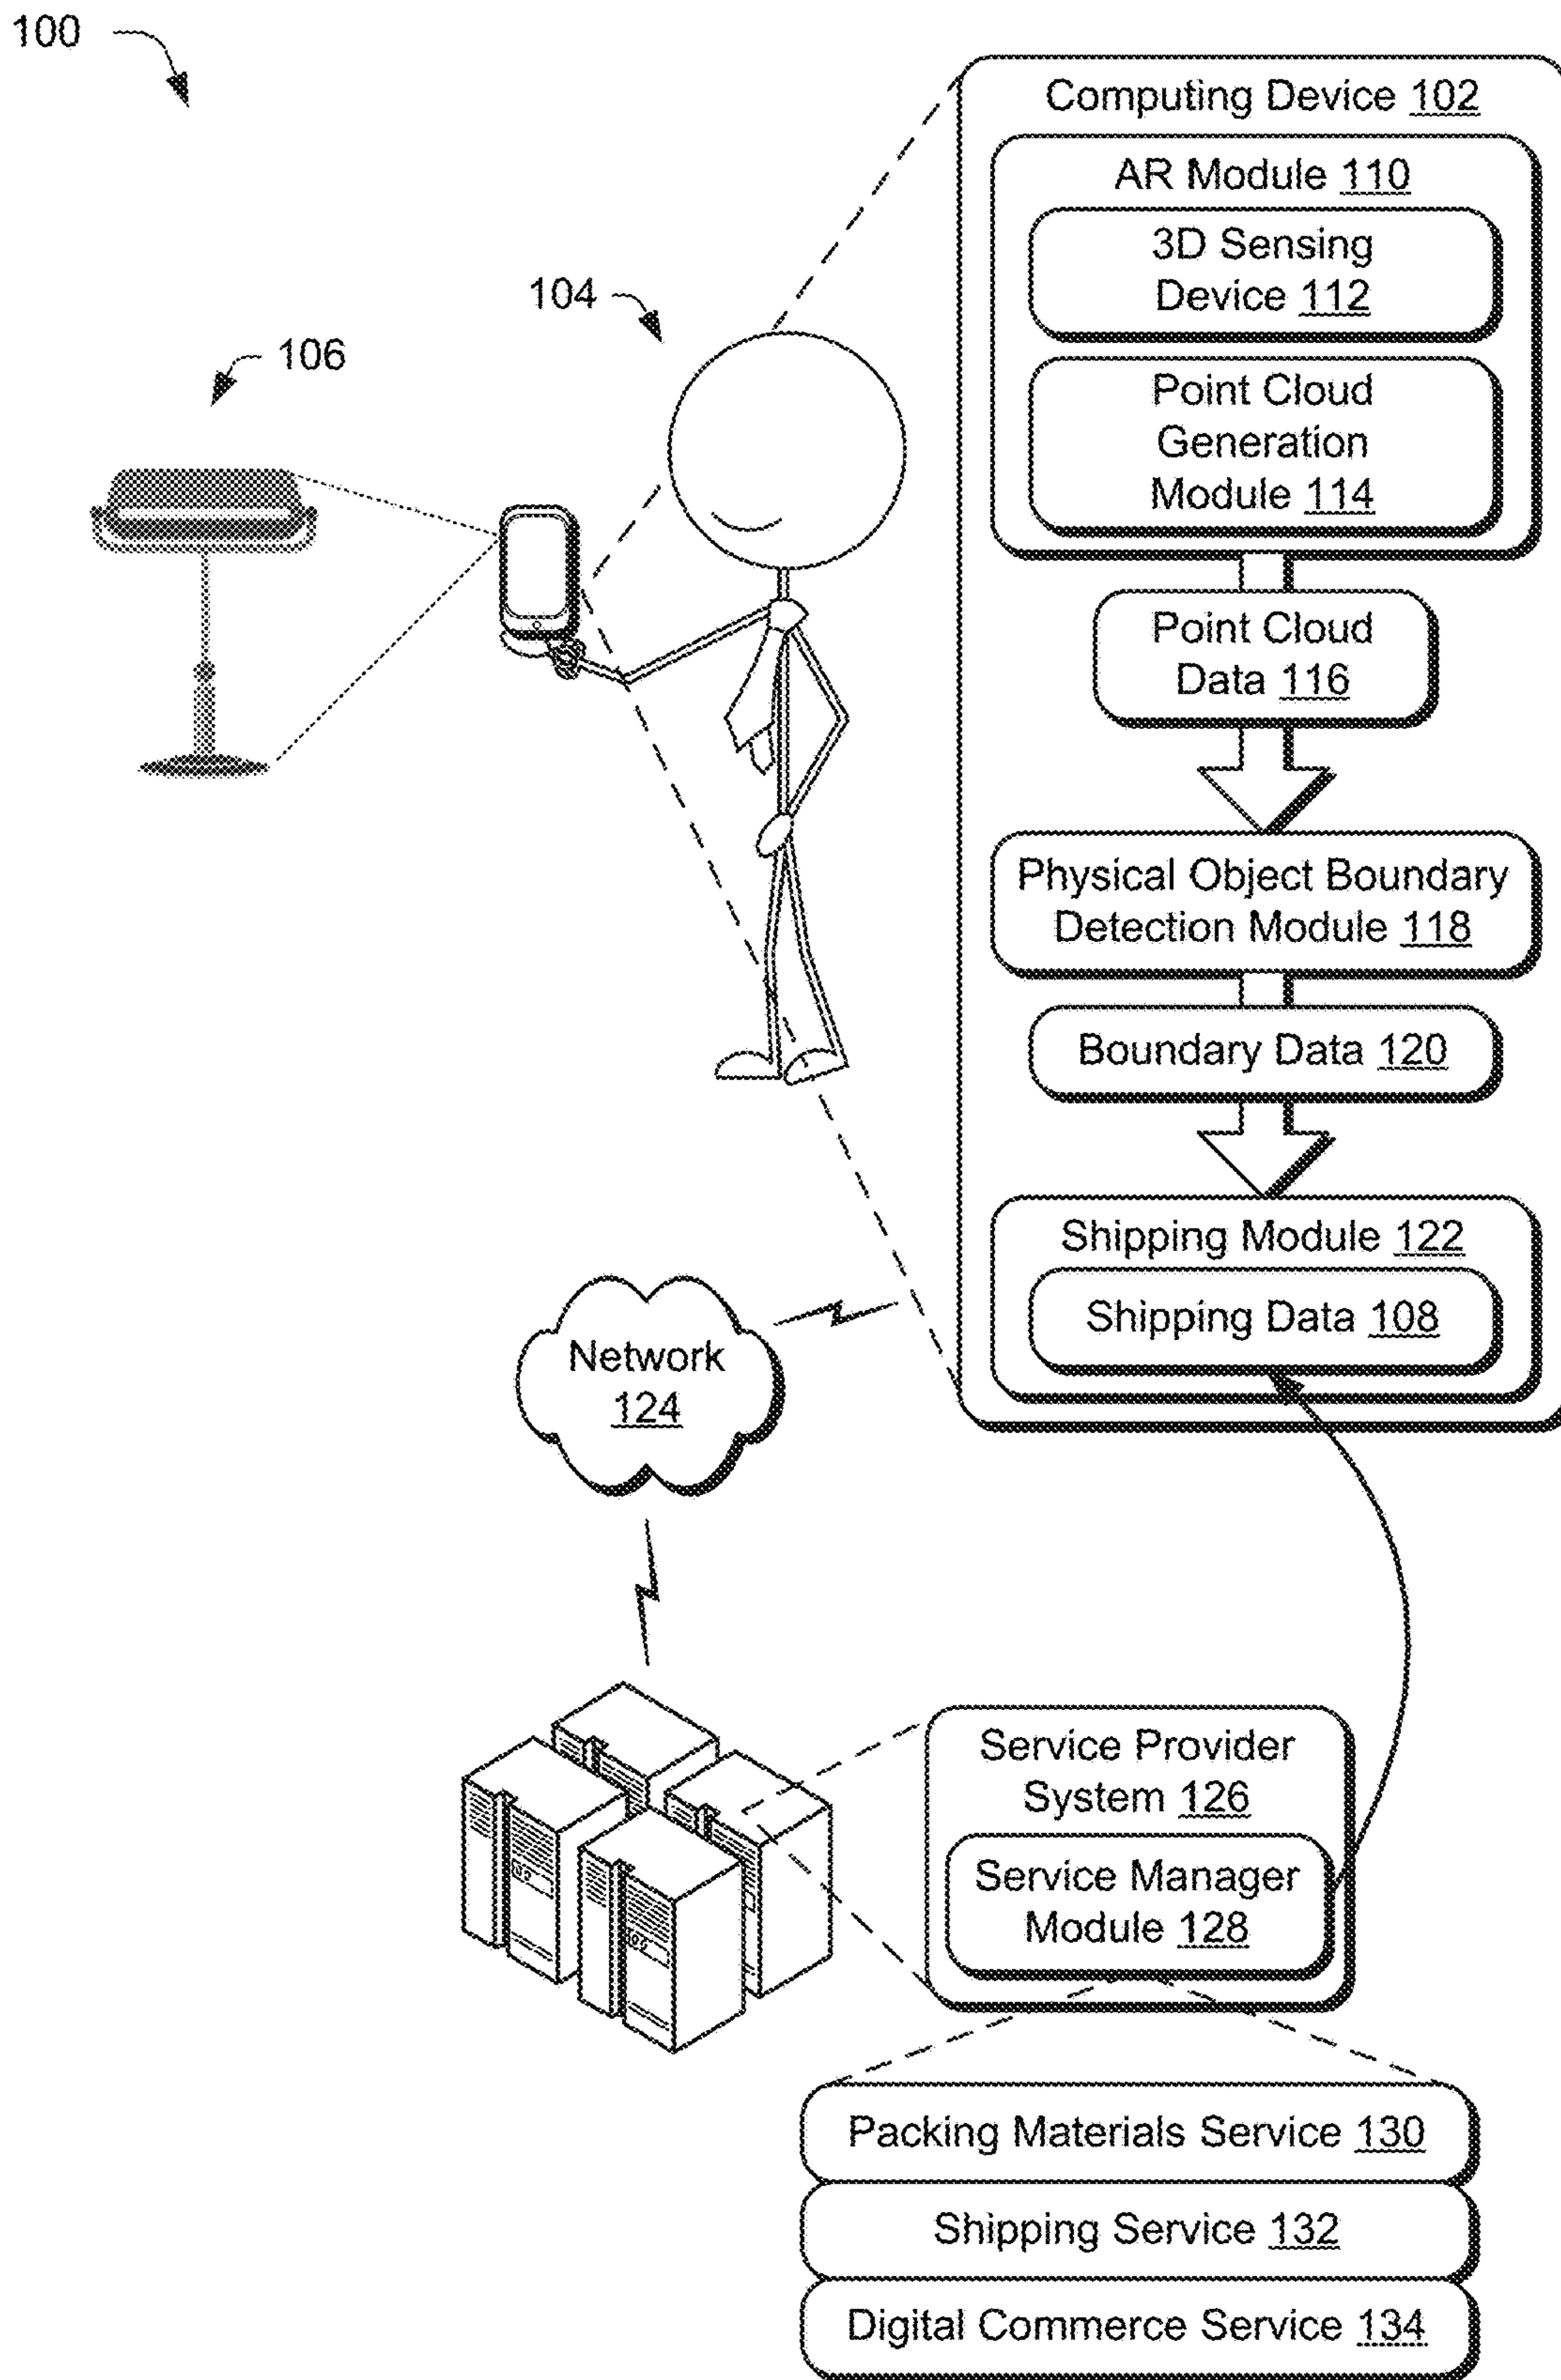 100
Computing Device 102
AR Module 110
3D Sensing
Device 112
104
106
Point Cloud
Generation
Module 114
Point Cloud
Data 116
Physical Object Boundary
Detection Module 118
Boundary Data 120
Shipping Module 122
Shipping Data 108
Network
124
Service Provider
System 126
Service Manager
Module 128
Packing Materials Service 130
Shipping Service 132
Digital Commerce Service 134